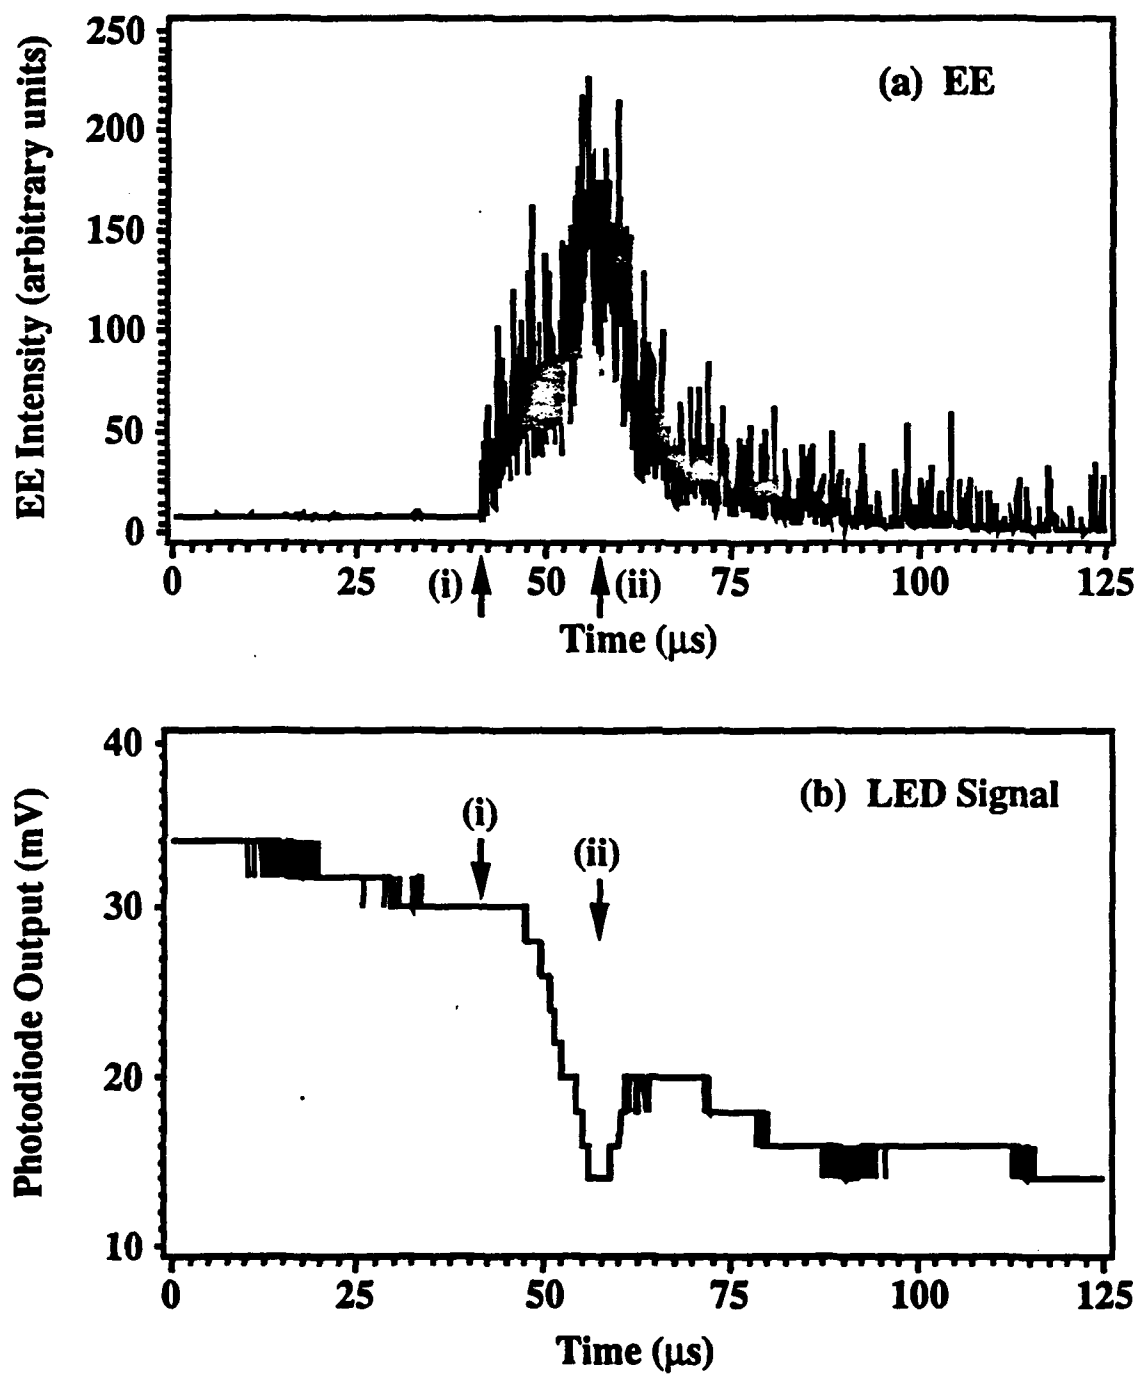 (a) EE
EE Intensity (arbitrary units)
250
200
150
100
50
0
0 25 (i) 50 (ii) 75 100 125
Time (μs)
(b) LED Signal
Photodiode Output (mV)
40
30
20
10
(i)
(ii)
0 25 50 75 100 125
Time (μs)